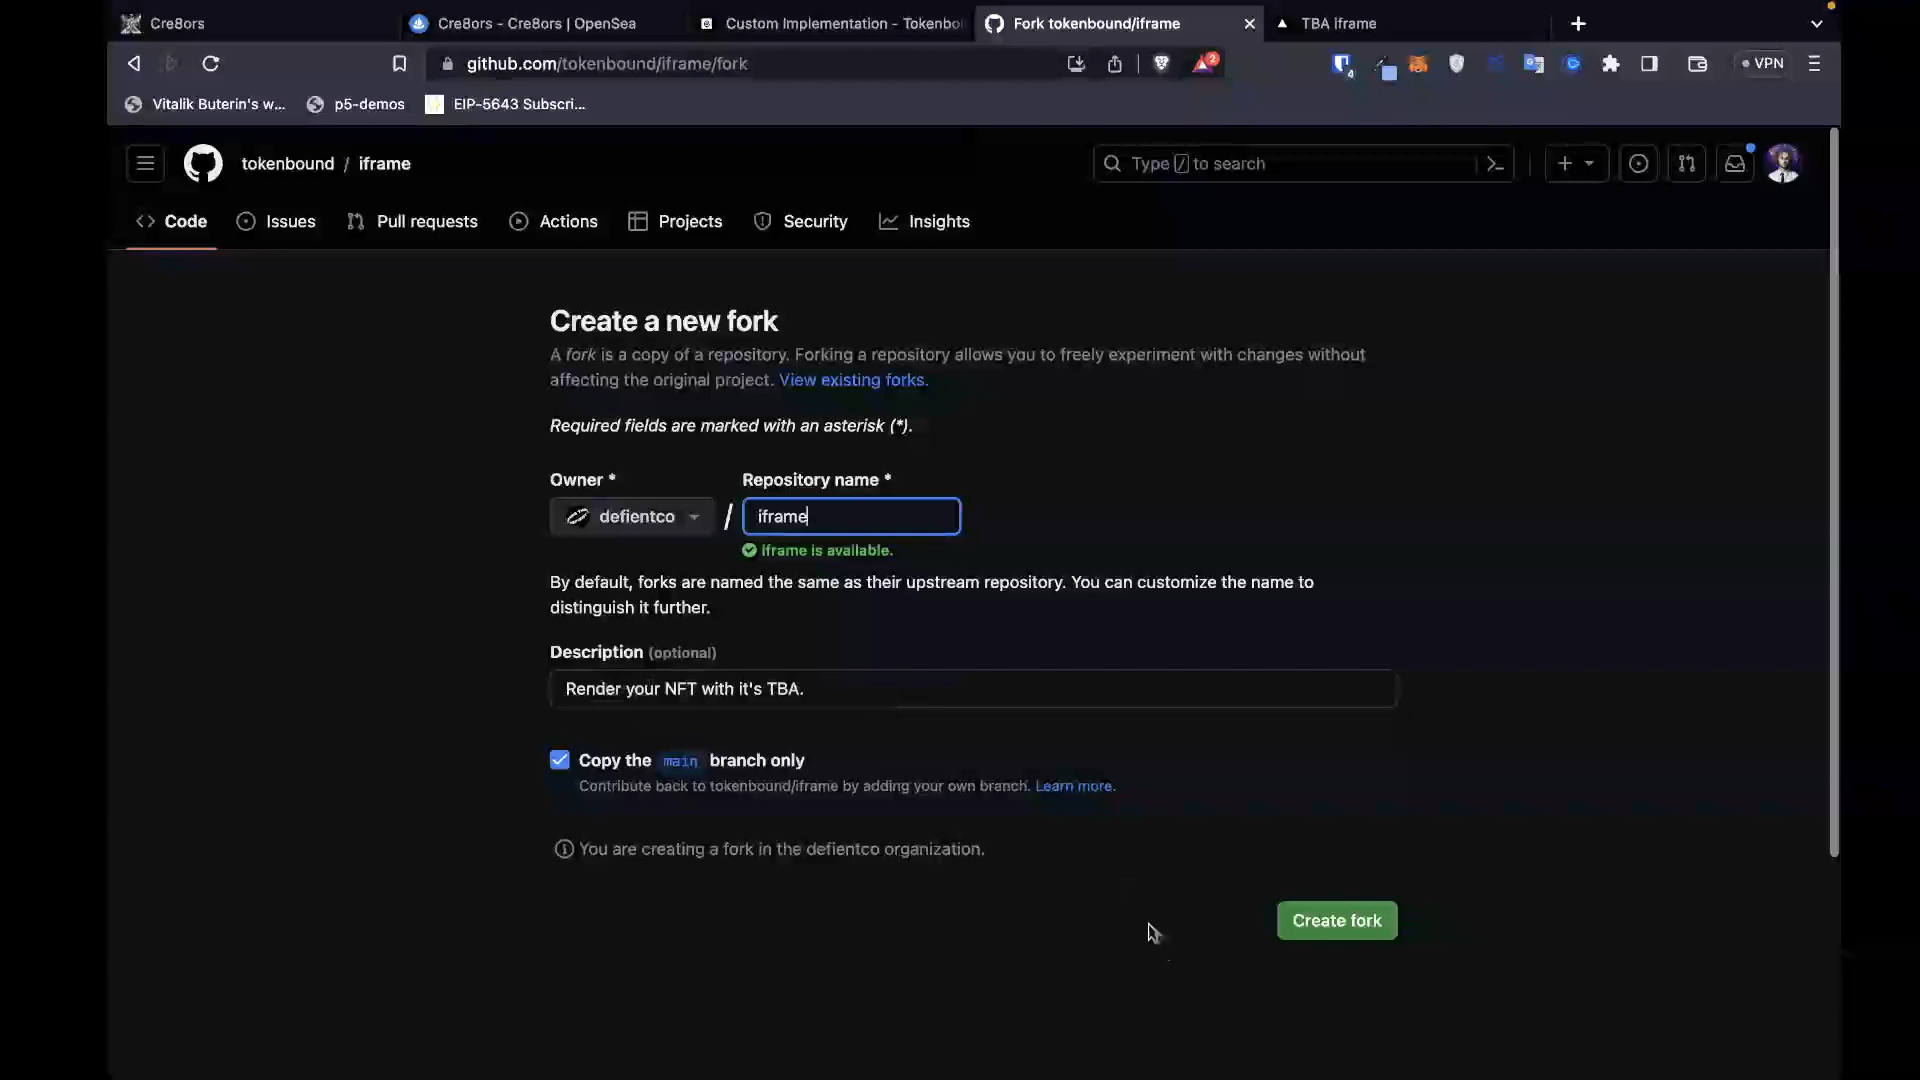 Cre8ors
Cre8ors - Cre8ors | OpenSea
Custom Implementation - Tokenbo
Fork tokenbound/iframe
TBA iframe
github.com/tokenbound/iframe/fork
2
4
VPN
Vitalik Buterin's w...
p5-demos
EIP-5643 Subscri...
tokenbound / iframe
Type / to search
Code
Issues
Pull requests
Actions
Projects
Security
Insights
Create a new fork
A fork is a copy of a repository. Forking a repository allows you to freely experiment with changes without
affecting the original project. View existing forks.
Required fields are marked with an asterisk (*).
Owner *
Repository name *
defientco
/
iframe
iframe is available.
By default, forks are named the same as their upstream repository. You can customize the name to
distinguish it further.
Description (optional)
Render your NFT with it's TBA.
Copy the main branch only
Contribute back to tokenbound/iframe by adding your own branch. Learn more.
You are creating a fork in the defientco organization.
Create fork